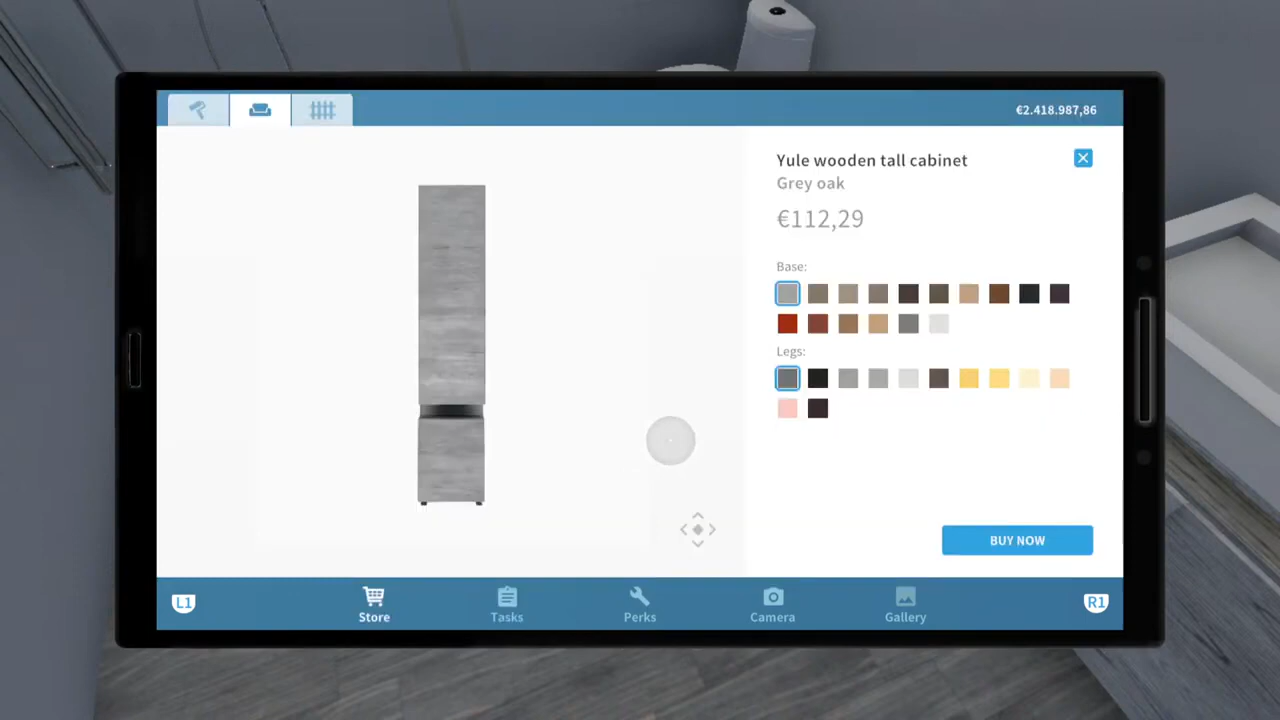 €2.418.987,86
Yule wooden tall cabinet
Grey oak
€112,29
Base:
Legs:
BUY NOW
L1
Store
Tasks
Perks
Camera
Gallery
R1